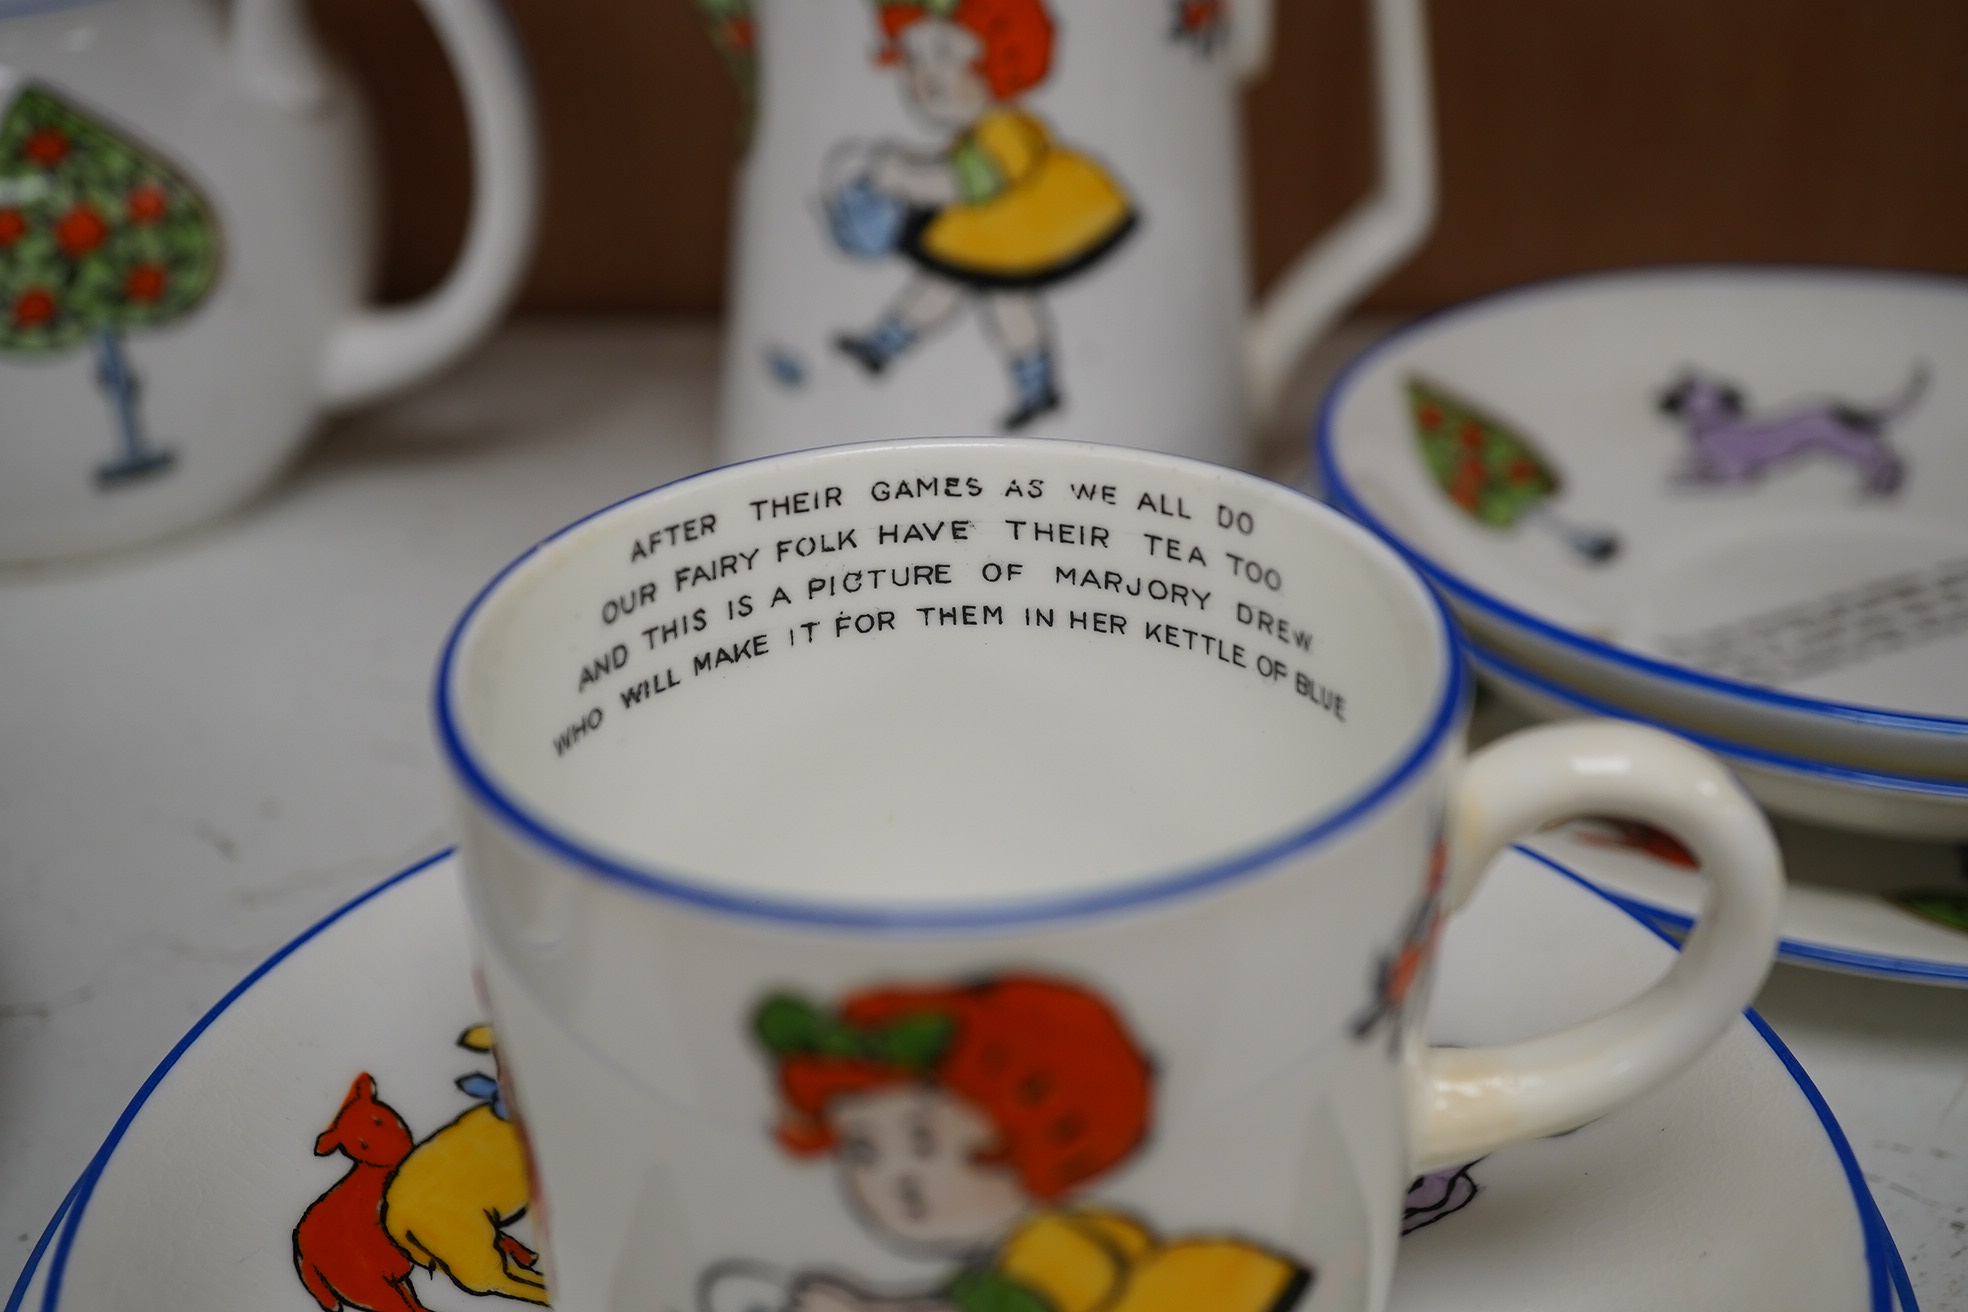 AFTER THEIR GAMES AS WE ALL DO
OUR FAIRY FOLK HAVE THEIR TEA TOO
AND THIS IS A PICTURE OF MARJORY DREW
WHO WILL MAKE IT FOR THEM IN HER KETTLE OF BLUE